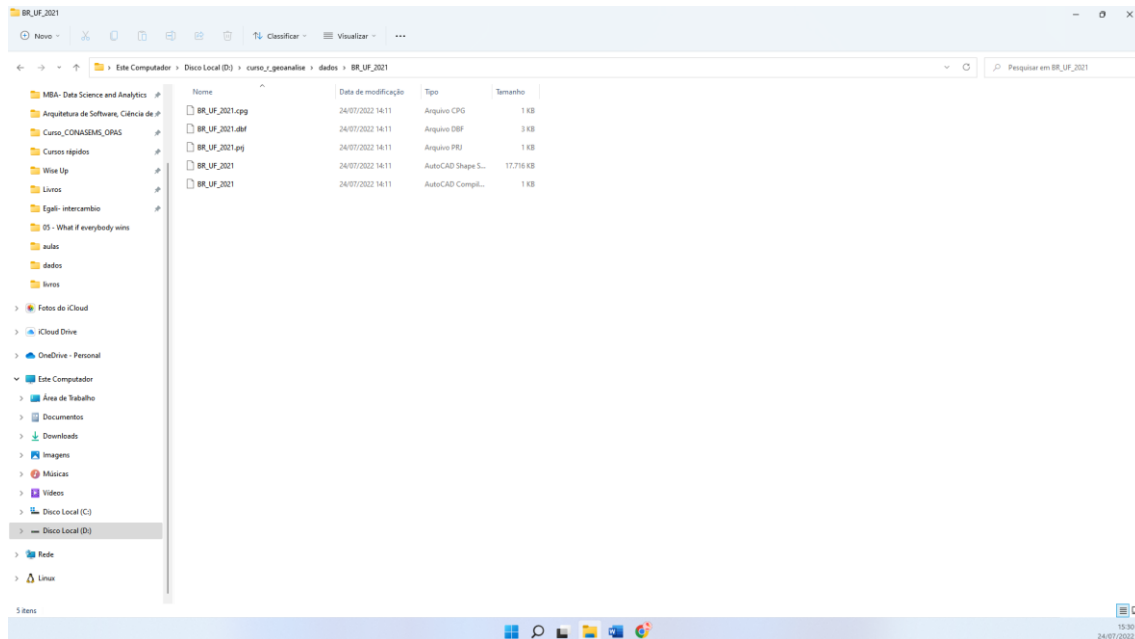 BR_UF_2021
Novo
Classificar
Visualizar
Este Computador > Disco Local (D:) > curso_r_geoanalise > dados > BR_UF_2021
Pesquisar em BR_UF_2021
MBA- Data Science and Analytics
Arquitetura de Software, Ciência de
Curso_CONASEMS_OPAS
Cursos rápidos
Wise Up
Livros
Egali- intercambio
05 - What if everybody wins
aulas
dados
livros
Fotos do iCloud
iCloud Drive
OneDrive - Personal
Este Computador
Área de Trabalho
Documentos
Downloads
Imagens
Músicas
Vídeos
Disco Local (C:)
Disco Local (D:)
Rede
Linux
Nome Data de modificação Tipo Tamanho
BR_UF_2021.cpg 24/07/2022 14:11 Arquivo CPG 1 KB
BR_UF_2021.dbf 24/07/2022 14:11 Arquivo DBF 3 KB
BR_UF_2021.prj 24/07/2022 14:11 Arquivo PRJ 1 KB
BR_UF_2021 24/07/2022 14:11 AutoCAD Shape S... 17.716 KB
BR_UF_2021 24/07/2022 14:11 AutoCAD Compil... 1 KB
5 itens
15:30